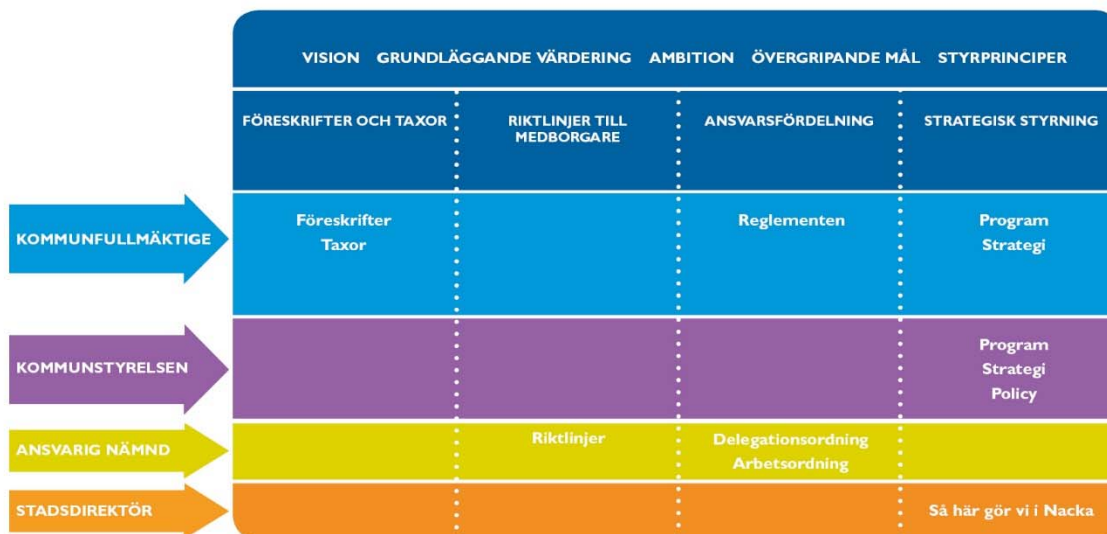 VISION GRUNDLÄGGANDE VÄRDERING AMBITION ÖVERGRIPANDE MÅL STYRPRINCIPER
FÖRESKRIFTER OCH TAXOR
RIKTLINJER TILL
MEDBORGARE
ANSVARSFÖRDELNING
STRATEGISK STYRNING
KOMMUNFULLMÄKTIGE
Föreskrifter
Taxor
Reglementen
Program
Strategi
KOMMUNSTYRELSEN
Program
Strategi
Policy
ANSVARIG NÄMND
Riktlinjer
Delegationsordning
Arbetsordning
STADSDIREKTÖR
Så här gör vi i Nacka